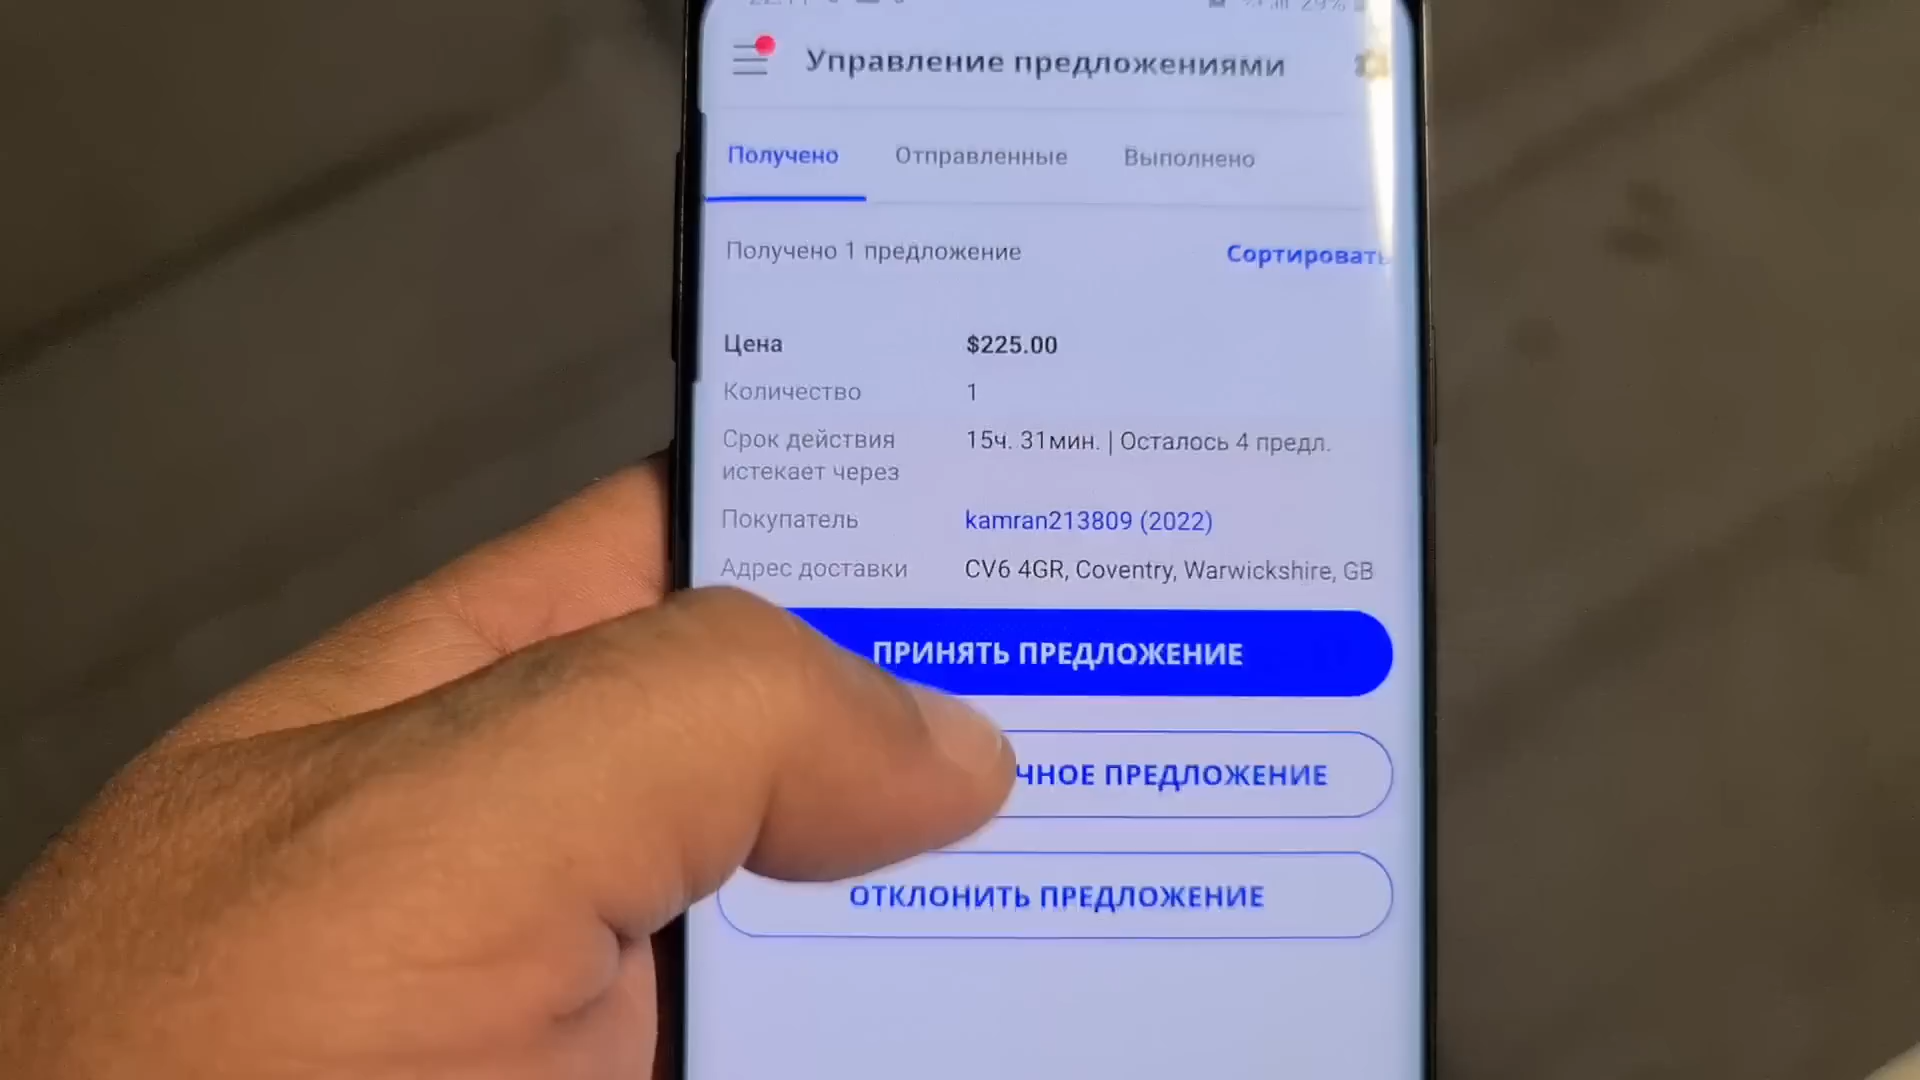 29%
Управление предложениями
Получено Отправленные Выполнено
Получено 1 предложение Сортировать
Цена $225.00
Количество 1
Срок действия 15ч. 31мин. | Осталось 4 предл.
истекает через
Покупатель kamran213809 (2022)
Адрес доставки CV6 4GR, Coventry, Warwickshire, GB
ПРИНЯТЬ ПРЕДЛОЖЕНИЕ
ЧНОЕ ПРЕДЛОЖЕНИЕ
ОТКЛОНИТЬ ПРЕДЛОЖЕНИЕ